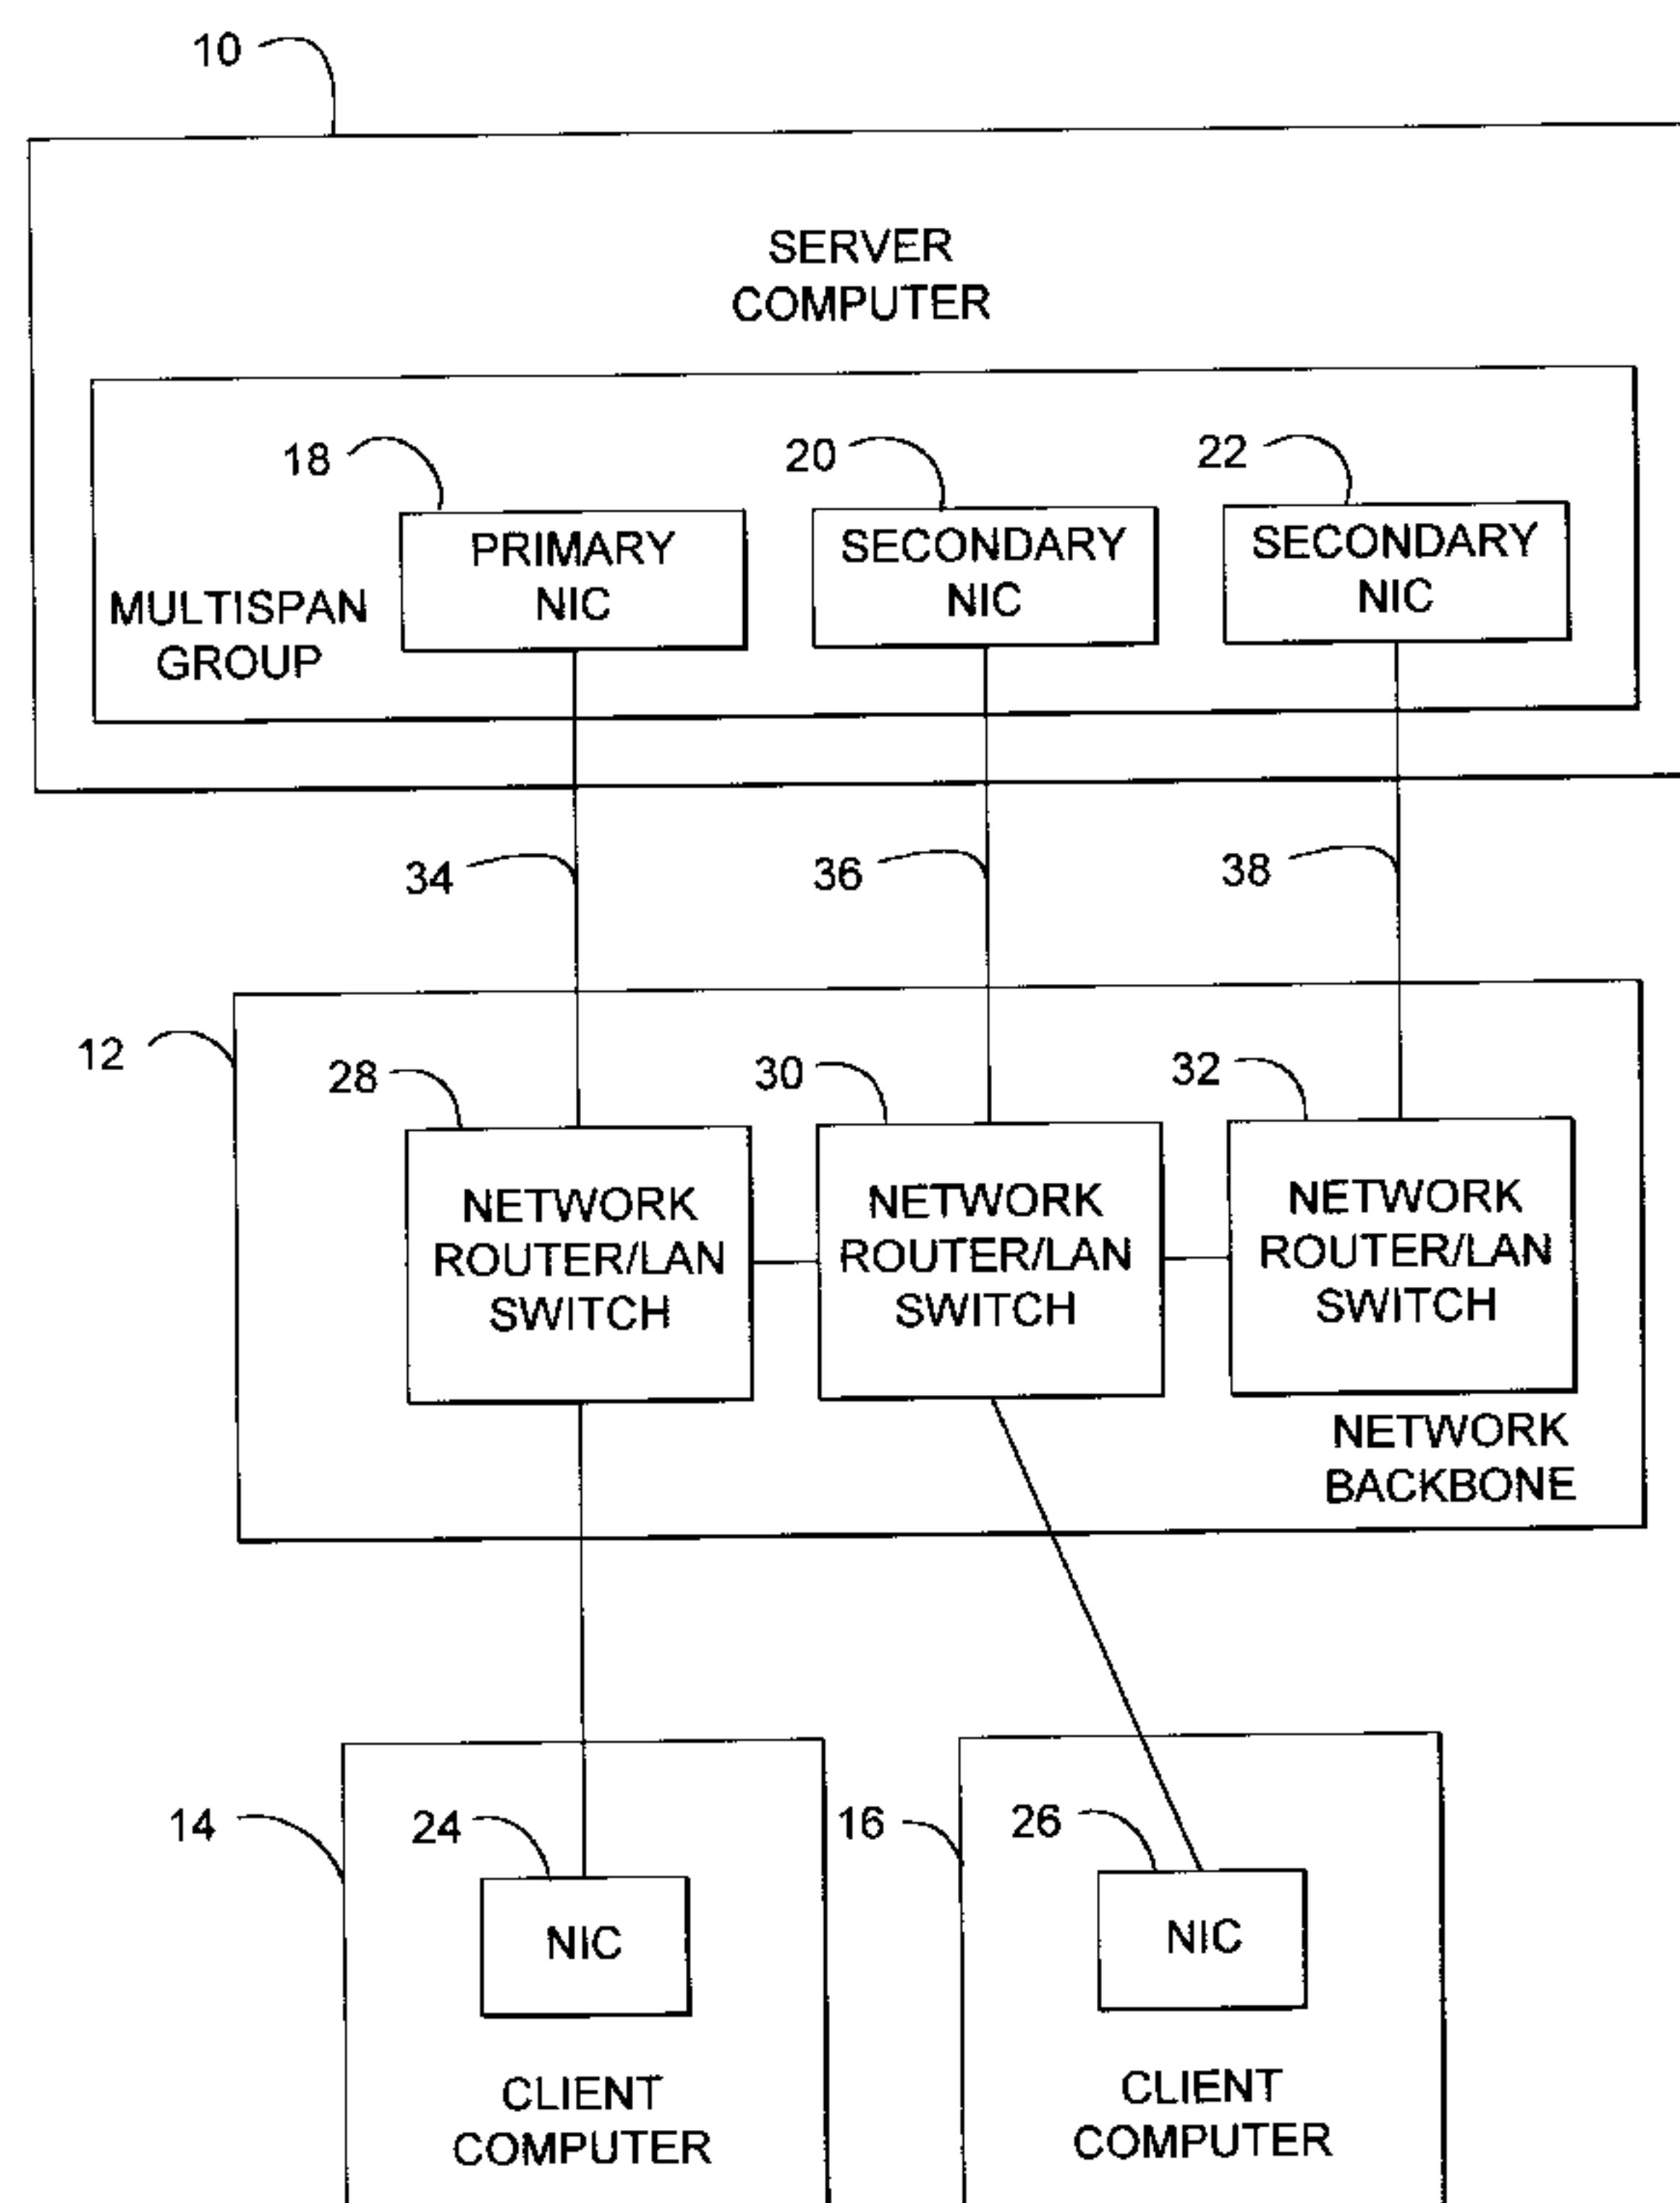 10
SERVER
COMPUTER
18
20
22
PRIMARY
NIC
SECONDARY
NIC
SECONDARY
NIC
MULTISPAN
GROUP
34
36
38
12
28
30
32
NETWORK
ROUTER/LAN
SWITCH
NETWORK
ROUTER/LAN
SWITCH
NETWORK
ROUTER/LAN
SWITCH
NETWORK
BACKBONE
14
24
16
26
NIC
NIC
CLIENT
COMPUTER
CLIENT
COMPUTER